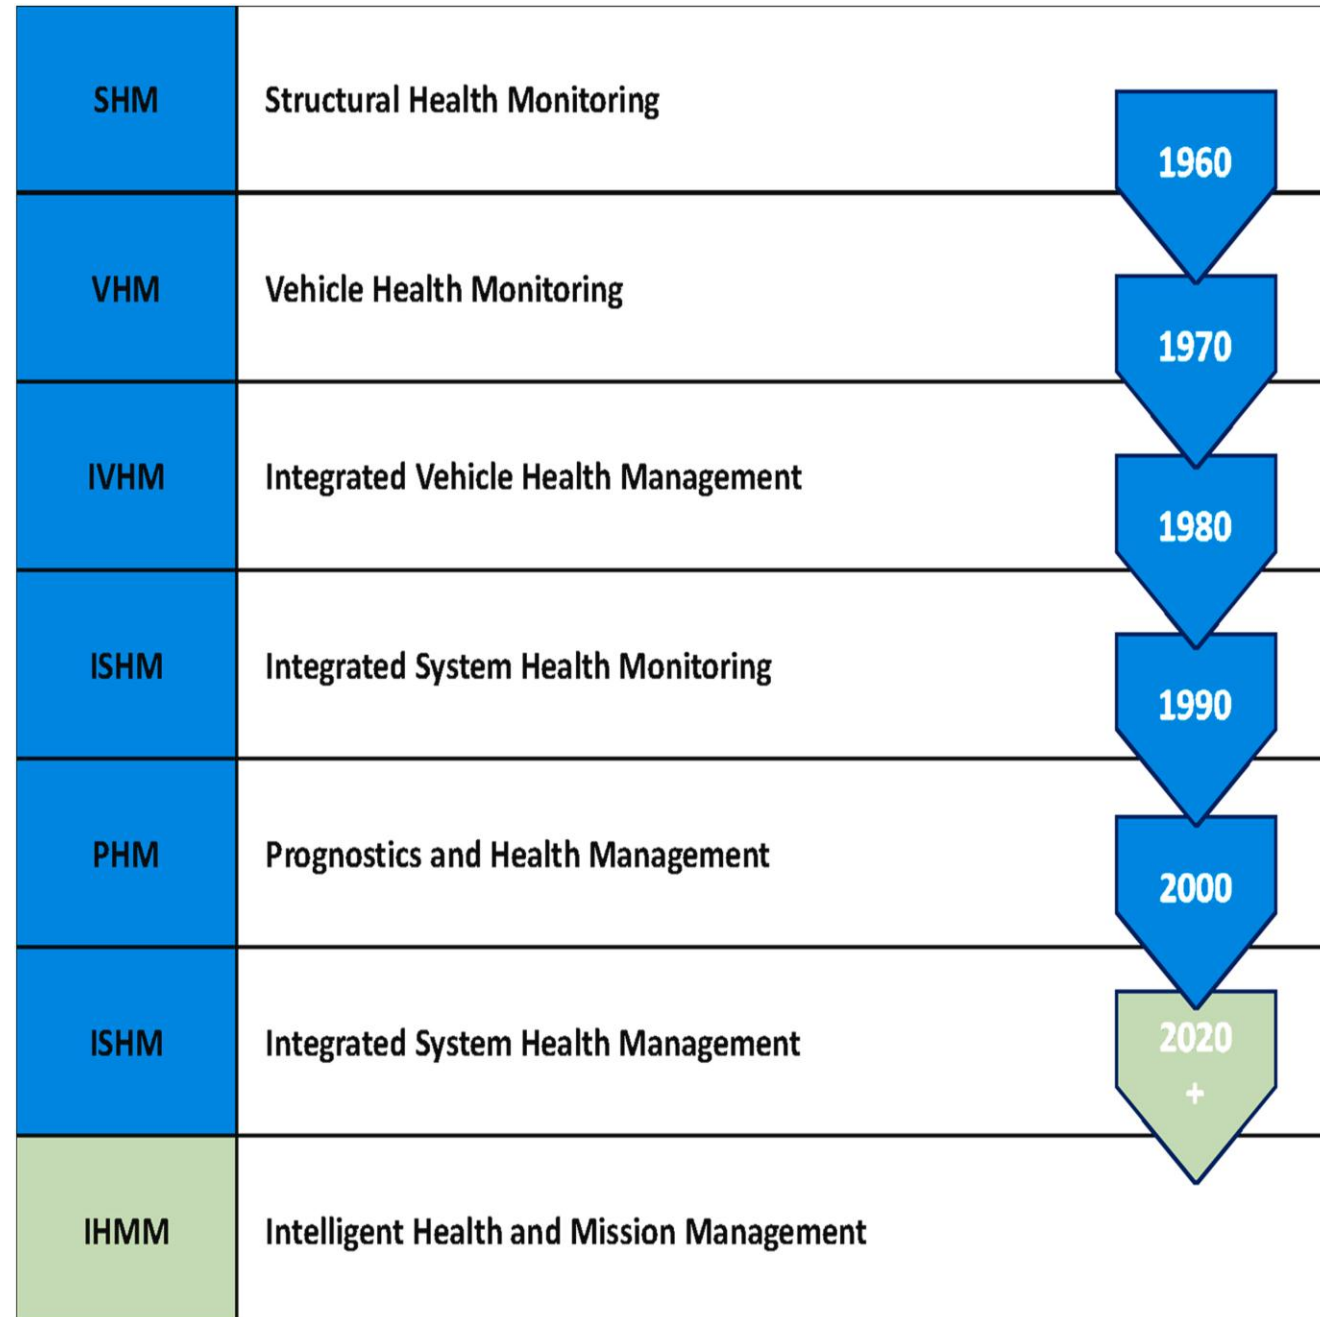 SHM Structural Health Monitoring
1960
VHM Vehicle Health Monitoring
1970
IVHM Integrated Vehicle Health Management
1980
ISHM Integrated System Health Monitoring
1990
PHM Prognostics and Health Management
2000
ISHM Integrated System Health Management
2020
+
IHMM Intelligent Health and Mission Management